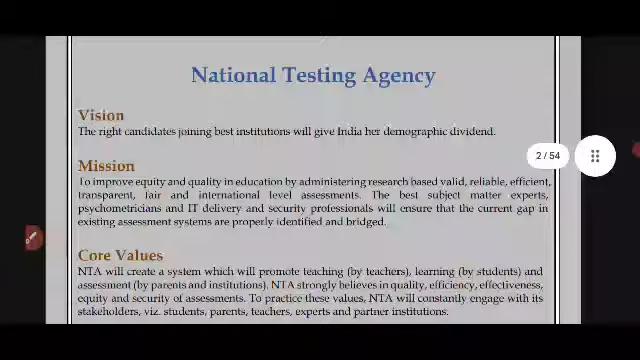 National Testing Agency
Vision
The right candidates joining best institutions will give India her demographic dividend.
2 / 54
Mission
To improve equity and quality in education by administering research based valid, reliable, efficient,
transparent, fair and international level assessments. The best subject matter experts,
psychometricians and IT delivery and security professionals will ensure that the current gap in
existing assessment systems are properly identified and bridged.
Core Values
NTA will create a system which will promote teaching (by teachers), learning (by students) and
assessment (by parents and institutions). NTA strongly believes in quality, efficiency, effectiveness,
equity and security of assessments. To practice these values, NTA will constantly engage with its
stakeholders, viz. students, parents, teachers, experts and partner institutions.